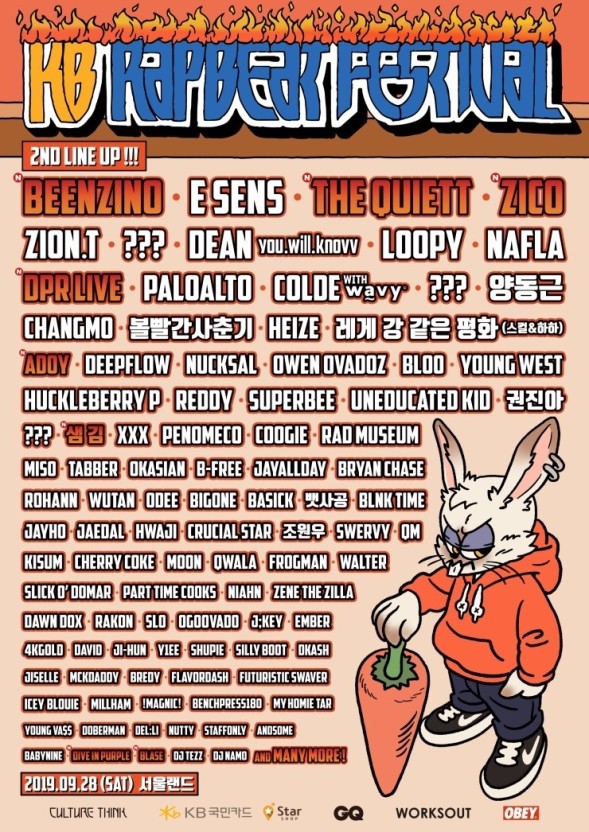 KB RAPBEAT FESTIVAL
2ND LINE UP !!!
N BEENZINO · E SENS · N THE QUIETT · N ZICO
ZION.T · ??? · DEAN you.will.knovv · LOOPY · NAFLA
N DPR LIVE · PALOALTO · COLDE WITH wavy · ??? · 양동근
CHANGMO · 볼빨간사춘기 · HEIZE · 레게 강 같은 평화 (스컬&하하)
N ADOY · DEEPFLOW · NUCKSAL · OWEN OVADOZ · BLOO · YOUNG WEST
HUCKLEBERRY P · REDDY · SUPERBEE · UNEDUCATED KID · 권진아
??? · N 샘 김 · XXX · PENOMECO · COOGIE · RAD MUSEUM
MISO · TABBER · OKASIAN · B-FREE · JAYALLDAY · BRYAN CHASE
ROHANN · WUTAN · ODEE · BIGONE · BASICK · 뱃사공 · BLNK TIME
JAYHO · JAEDAL · HWAJI · CRUCIAL STAR · 조원우 · SWERVY · QM
KISUM · CHERRY COKE · MOON · QWALA · FROGMAN · WALTER
SLICK O' DOMAR · PART TIME COOKS · NIAHN · ZENE THE ZILLA
DAWN DOX · RAKON · SLO · OGOOVADO · J;KEY · EMBER
4KGOLD · DAVID · JI-HUN · Y1EE · SHUPIE · SILLY BOOT · OKASH
JISELLE · MCKDADDY · BREDY · FLAVORDASH · FUTURISTIC SWAVER
ICEY BLOUIE · MILLHAM · !MAGNIC! · BENCHPRESS180 · MY HOME TAR
YOUNG VA$$ · DOBERMAN · DEL:LI · NUTTY · STAFFONLY · ANDSOME
BABYNINE · DIVE IN PURPLE · BLASE · DJ TEZZ · DJ NAMO · AND MANY MORE !
2019.09.28 (SAT) 서울랜드
CULTURE THINK KB국민카드 Star SHOP GQ WORKSOUT OBEY